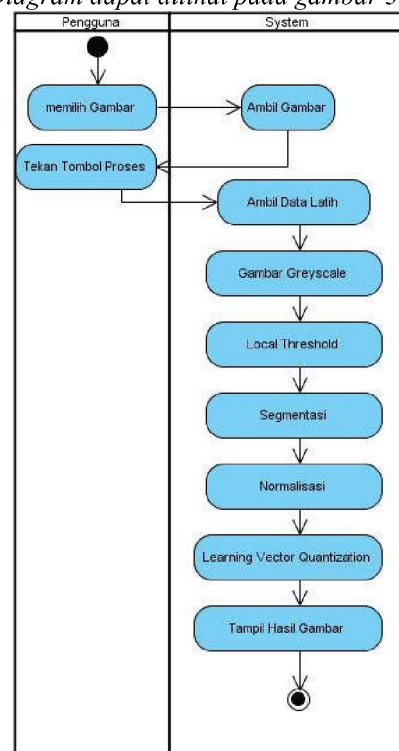 Diagram dapat dilihat pada gambar 3
Pengguna System
memilih Gambar Ambil Gambar
Tekan Tombol Proses
Ambil Data Latih
Gambar Greyscale
Local Threshold
Segmentasi
Normalisasi
Learning Vector Quantization
Tampil Hasil Gambar